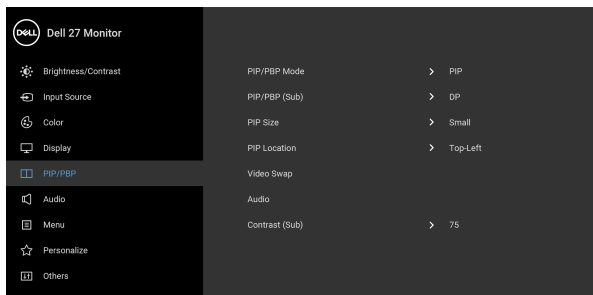 DELL Dell 27 Monitor
Brightness/Contrast
Input Source
Color
Display
PIP/PBP
Audio
Menu
Personalize
Others
PIP/PBP Mode > PIP
PIP/PBP (Sub) > DP
PIP Size > Small
PIP Location > Top-Left
Video Swap
Audio
Contrast (Sub) > 75